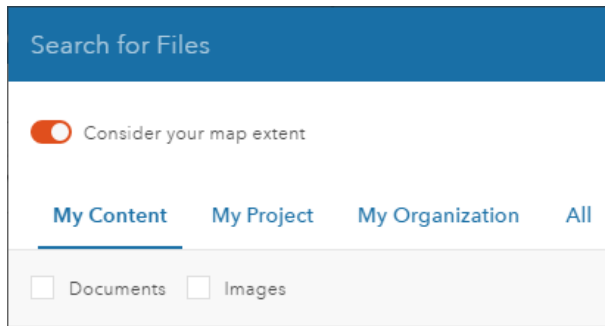 Search for Files
Consider your map extent
My Content My Project My Organization All
Documents Images